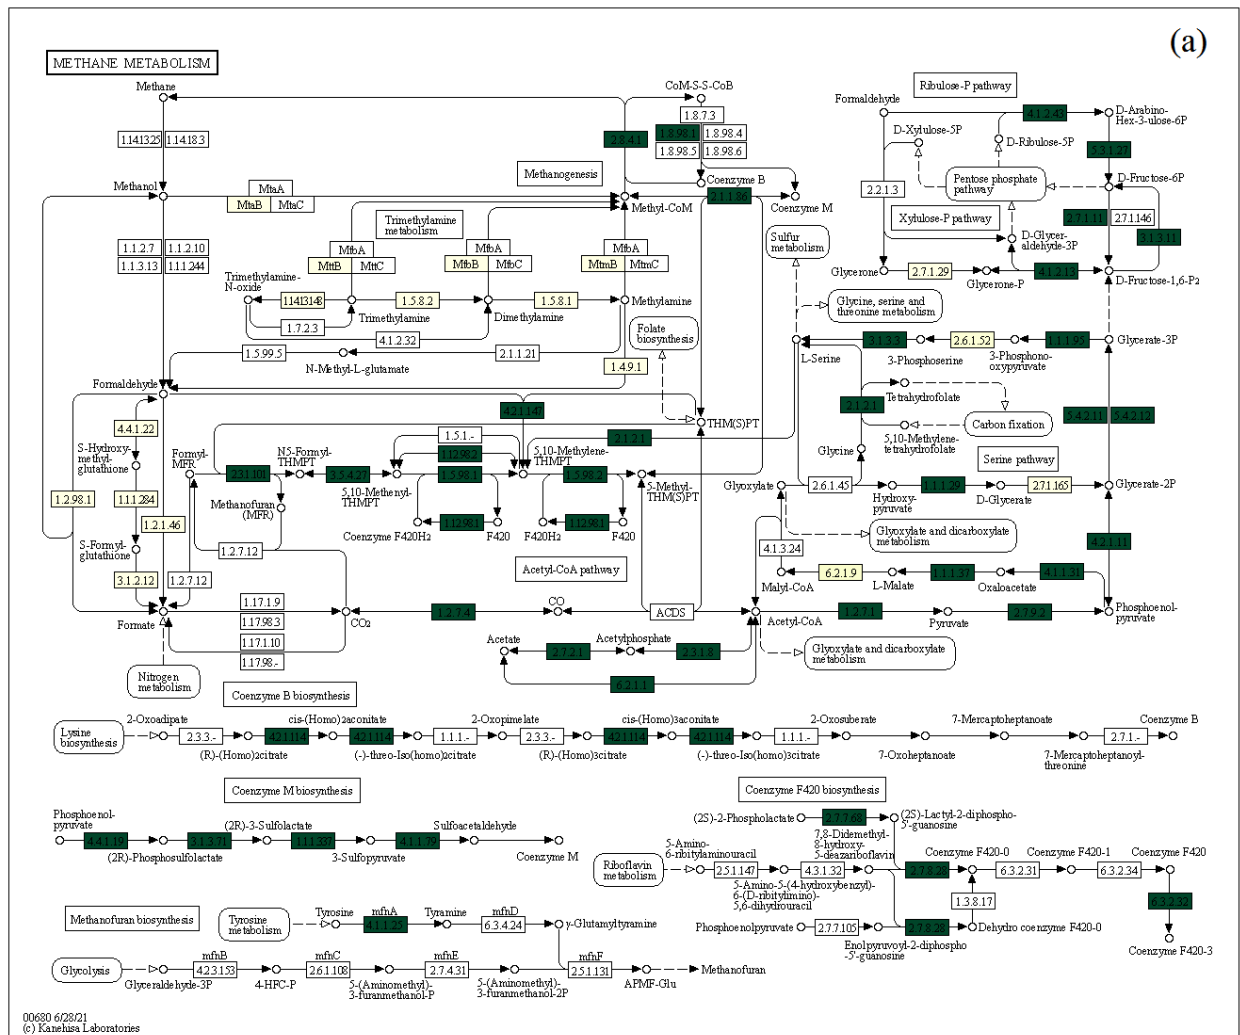 (a)
METHANE METABOLISM
Methane
CoM-S-S-CoB
Ribulose-P pathway
Formaldehyde
D-Arabino-
Hex-3-ulose-6P
1.8.7.3
4.1.2.43
1.14.13.25
1.14.18.3
2.8.4.1
1.8.98.1
1.8.98.4
1.8.98.5
1.8.98.6
D-Xylulose-5P
D-Ribulose-5P
5.3.1.27
Methanogenesis
Coenzyme B
Pentose phosphate
pathway
D-Fructose-6P
Methanol
MtaA
MtaB
MtaC
Methyl-CoM
2.1.1.86
Coenzyme M
2.2.1.3
Xylulose-P pathway
2.7.1.11
2.7.1.146
3.1.3.11
Trimethylamine
metabolism
Sulfur
metabolism
D-Glycer-
aldehyde-3P
1.1.2.7
1.1.2.10
1.1.3.13
1.1.1.244
MtbA
MttB
MttC
MtbA
MtbB
MtbC
MtbA
MtmB
MtmC
Trimethylamine-
N-oxide
Glycerone
2.7.1.29
Glycerone-P
4.1.2.13
D-Fructose-1,6-P2
1.14.13.148
1.5.8.2
1.5.8.1
Methylamine
Trimethylamine
Dimethylamine
Glycine, serine and
threonine metabolism
1.7.2.3
4.1.2.32
Folate
biosynthesis
3.1.3.3
2.6.1.52
1.1.1.95
Glycerate-3P
L-Serine
3-Phosphoserine
3-Phosphono-
oxypyruvate
1.5.99.5
2.1.1.21
N-Methyl-L-glutamate
1.4.9.1
Formaldehyde
Tetrahydrofolate
4.2.1.147
2.1.2.1
5.4.2.11
5.4.2.12
THM(S)PT
5,10-Methylene-
tetrahydrofolate
Carbon fixation
4.4.1.22
S-Hydroxy-
methyl-
glutathione
Formyl-
MFR
N5-Formyl-
THMPT
1.5.1.-
1.12.98.2
5,10-Methylene-
THMPT
2.1.2.1
Glycine
Serine pathway
2.3.1.101
3.5.4.27
1.5.98.1
1.5.98.2
5-Methyl-
THM(S)PT
Glyoxylate
2.6.1.45
Hydroxy-
pyruvate
1.1.1.29
D-Glycerate
2.7.1.165
Glycerate-2P
1.2.98.1
1.1.1.284
5,10-Methenyl-
THMPT
Methanofuran
(MFR)
1.2.1.46
1.12.98.1
1.12.98.1
Coenzyme F420H2
F420
F420H2
F420
Glyoxylate and dicarboxylate
metabolism
S-Formyl-
glutathione
1.2.7.12
4.1.3.24
4.2.1.11
3.1.2.12
1.2.7.12
Acetyl-CoA pathway
6.2.1.9
1.1.1.37
4.1.1.31
Malyl-CoA
L-Malate
Oxaloacetate
Formate
1.17.1.9
1.17.98.3
1.17.1.10
1.17.98.-
CO2
1.2.7.4
CO
ACDS
Acetyl-CoA
1.2.7.1
Pyruvate
2.7.9.2
Phosphoenol-
pyruvate
Acetate
Acetylphosphate
2.7.2.1
2.3.1.8
Glyoxylate and dicarboxylate
metabolism
6.2.1.1
Nitrogen
metabolism
Coenzyme B biosynthesis
Lysine
biosynthesis
2-Oxoadipate
cis-(Homo)2aconitate
2-Oxopimelate
cis-(Homo)3aconitate
2-Oxosuberate
7-Mercaptoheptanoate
Coenzyme B
2.3.3.-
4.2.1.114
4.2.1.114
1.1.1.-
2.3.3.-
4.2.1.114
4.2.1.114
1.1.1.-
2.7.1.-
(R)-(Homo)2citrate
(-)-threo-Iso(homo)2citrate
(R)-(Homo)3citrate
(-)-threo-Iso(homo)3citrate
7-Oxoheptanoate
7-Mercaptoheptanoyl-
threonine
Coenzyme M biosynthesis
Coenzyme F420 biosynthesis
Phosphoenol-
pyruvate
(2R)-3-Sulfolactate
Sulfoacetaldehyde
4.4.1.19
3.1.3.71
1.1.1.337
4.1.1.79
(2R)-Phosphosulfolactate
3-Sulfopyruvate
Coenzyme M
(2S)-2-Phospholactate
2.7.7.68
(2S)-Lactyl-2-diphospho-
5'-guanosine
Riboflavin
metabolism
5-Amino-
6-ribitylaminouracil
7,8-Didemethyl-
8-hydroxy-
5-deazariboflavin
Coenzyme F420-0
Coenzyme F420-1
Coenzyme F420
2.5.1.147
4.3.1.32
2.7.8.28
6.3.2.31
6.3.2.34
5-Amino-5-(4-hydroxybenzyl)-
6-(D-ribitylimino)-
5,6-dihydrouracil
1.3.8.17
6.3.2.32
Phosphoenolpyruvate
2.7.7.105
2.7.8.28
Dehydro coenzyme F420-0
Enolpyruvoyl-2-diphospho
-5'-guanosine
Coenzyme F420-3
Methanofuran biosynthesis
Tyrosine
metabolism
Tyrosine
mfnA
4.1.1.25
Tyramine
mfnD
6.3.4.24
γ-Glutamyltyramine
Glycolysis
mfnB
4.2.3.153
mfnC
2.6.1.108
mfnE
2.7.4.31
mfnF
2.5.1.131
Methanofuran
Glyceraldehyde-3P
4-HFC-P
5-(Aminomethyl)-
3-furanmethanol-P
5-(Aminomethyl)-
3-furanmethanol-2P
APMF-Glu
00680 6/28/21
(c) Kanehisa Laboratories